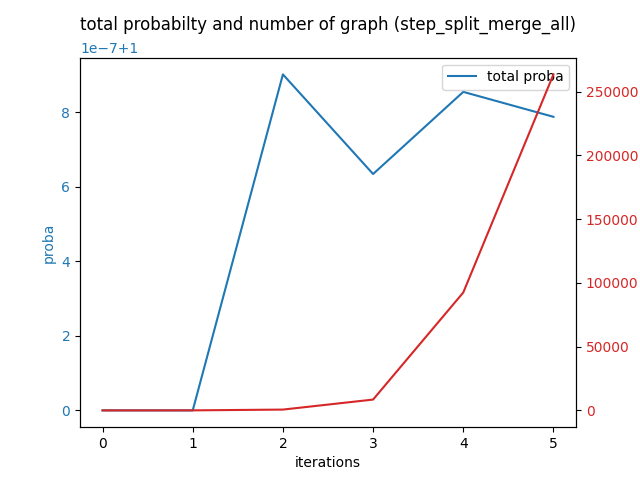 total probabilty and number of graph (step_split_merge_all)
1e−7+1
total proba
8
6
4
2
0
proba
250000
200000
150000
100000
50000
0
0 1 2 3 4 5
iterations